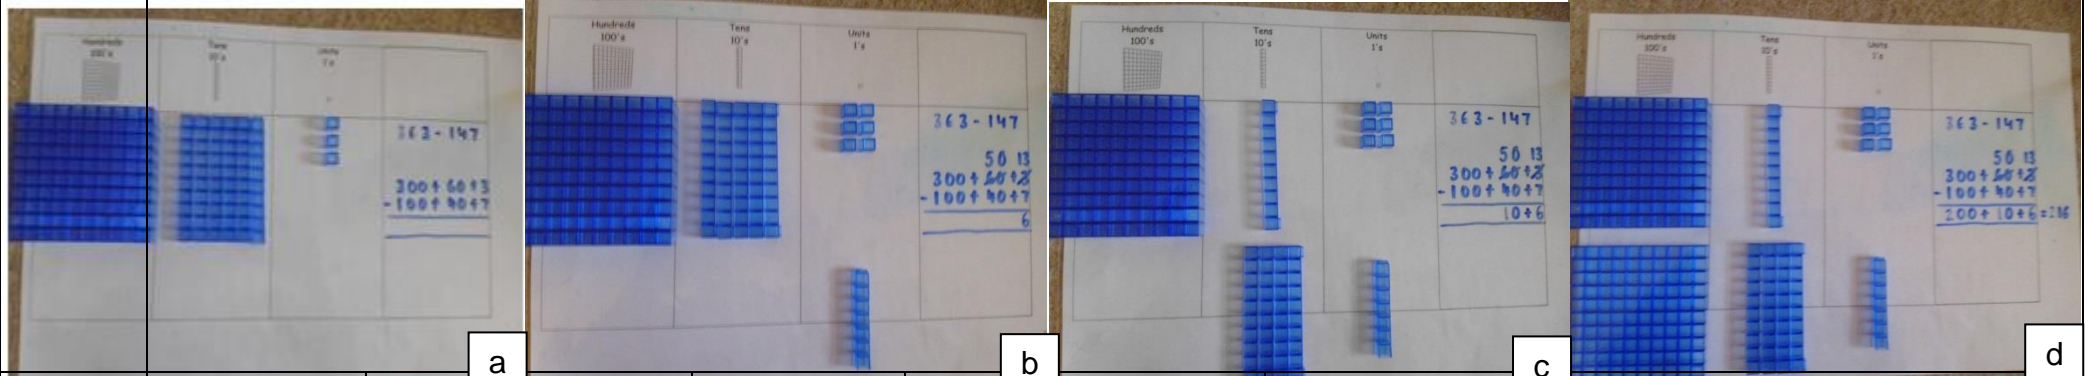 Hundreds Tens Units
100's 10's 1's
363 - 147
300 + 60 + 3
- 100 + 40 + 7
a
Hundreds Tens Units
100's 10's 1's
363 - 147
50 13
300 + 60 + 3
- 100 + 40 + 7
6
b
Hundreds Tens Units
100's 10's 1's
363 - 147
50 13
300 + 60 + 3
- 100 + 40 + 7
10 + 6
c
Hundreds Tens Units
100's 10's 1's
363 - 147
50 13
300 + 60 + 3
- 100 + 40 + 7
200 + 10 + 6 = 216
d